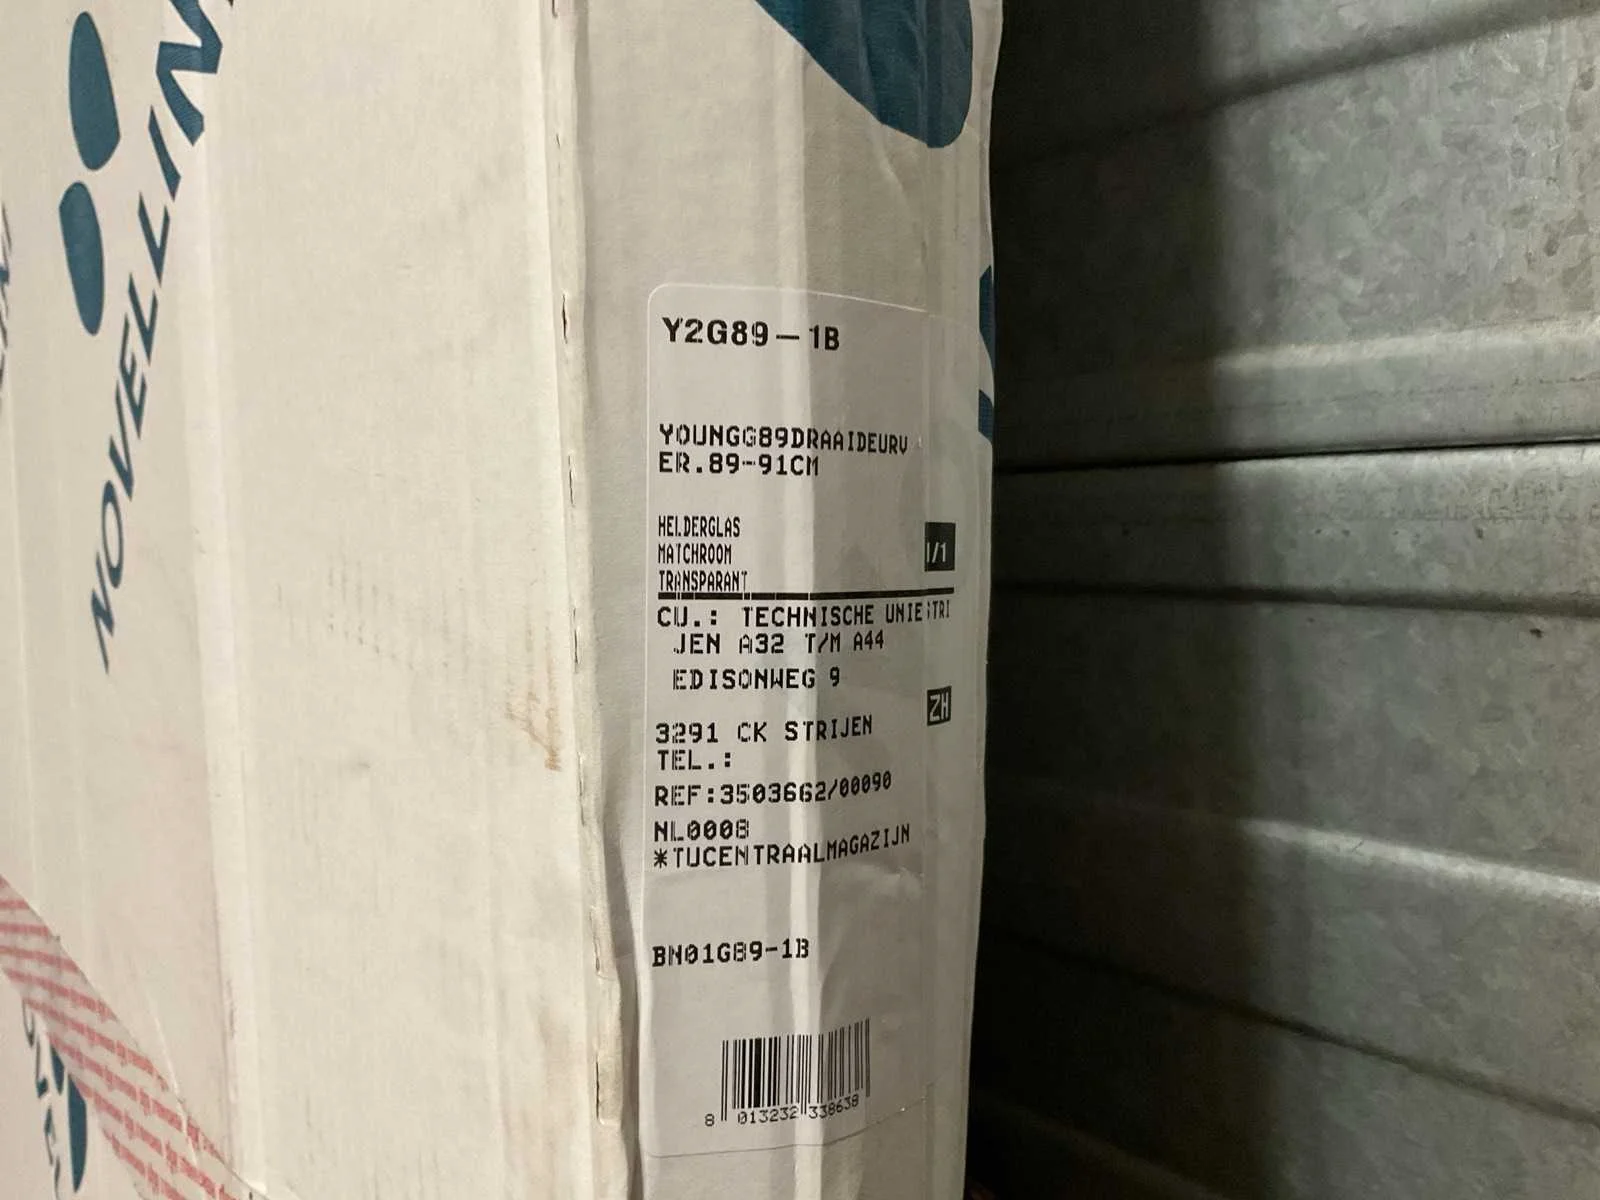 NOVELLIN
Y2G89-1B
YOUNGG89DRAAIDEURV
ER.89-91CM
HELDERGLAS
MATCHROOM
TRANSPARANT
1/1
CU.: TECHNISCHE UNIE STRI
JEN A32 T/M A44
EDISONWEG 9
ZH
3291 CK STRIJEN
TEL.:
REF:3503662/00090
NL0008
*TUCENTRAALMAGAZIJN
BN01G89-1B
8 013232 338638